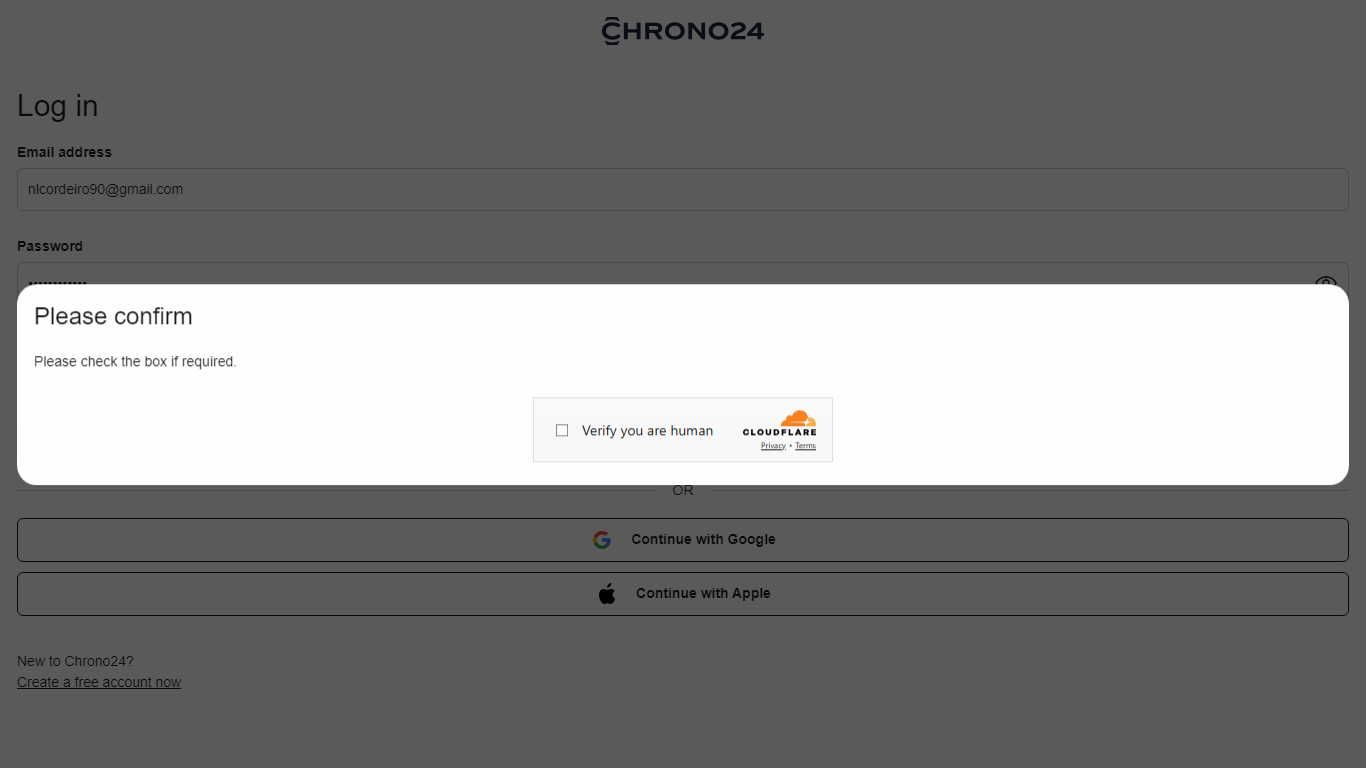 CHRONO24
Log in
Email address
nlcordeiro90@gmail.com
Password
Please confirm
Please check the box if required.
Verify you are human
CLOUDFLARE
Privacy • Terms
OR
Continue with Google
Continue with Apple
New to Chrono24?
Create a free account now